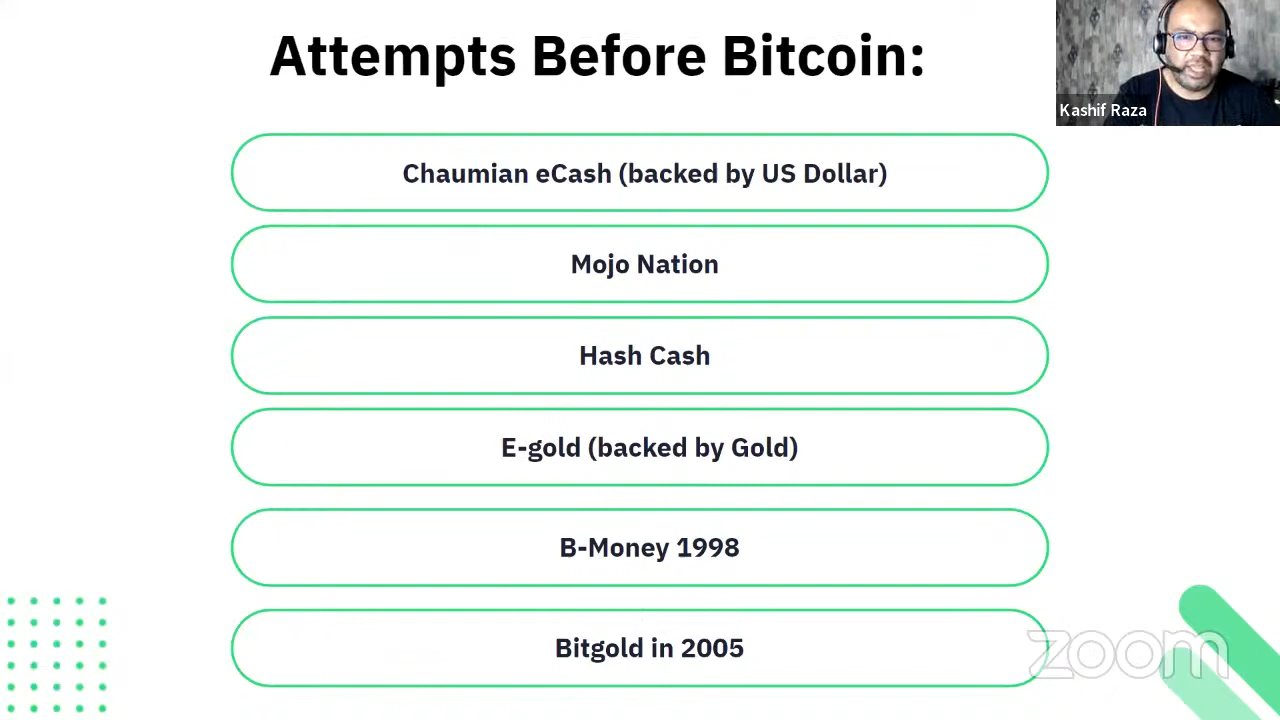 Attempts Before Bitcoin:
Kashif Raza
Chaumian eCash (backed by US Dollar)
Mojo Nation
Hash Cash
E-gold (backed by Gold)
B-Money 1998
Bitgold in 2005
zoom